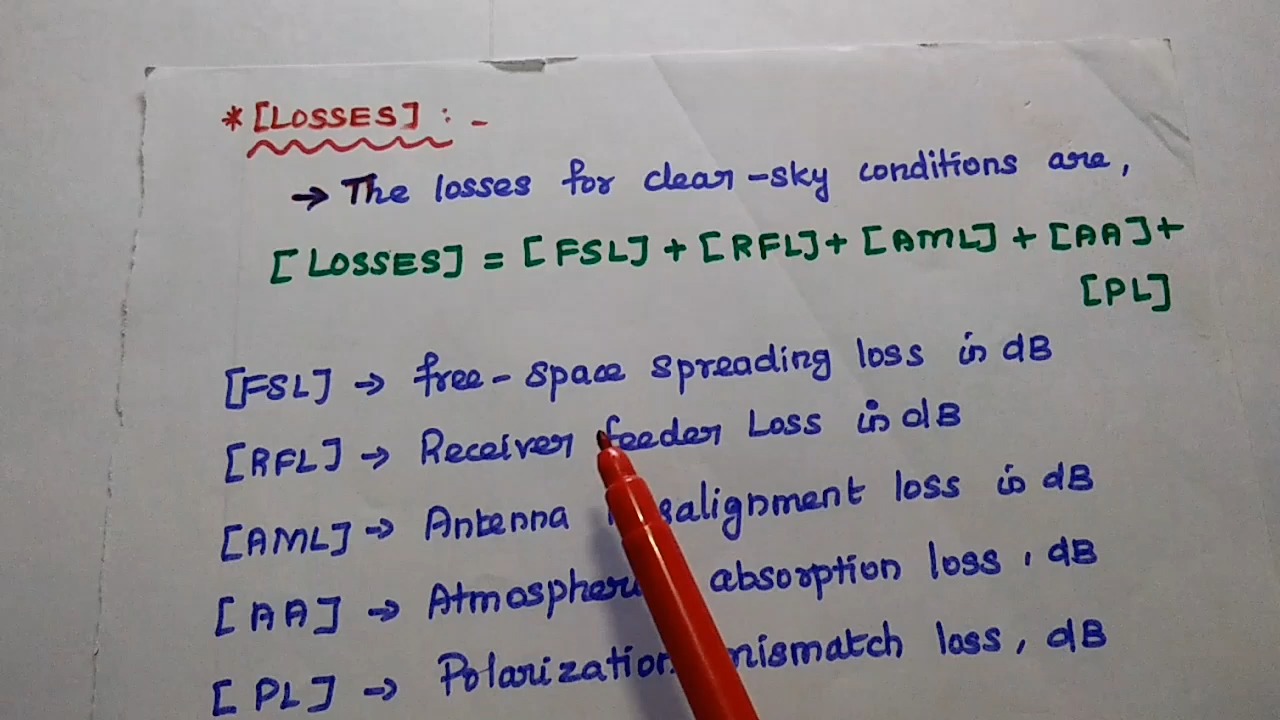 * [LOSSES] : -
→ The losses for clear-sky conditions are,
[LOSSES] = [FSL] + [RFL] + [AML] + [AA] +
[PL]
[FSL] → free-space spreading loss in dB
[RFL] → Receiver feeder Loss in dB
[AML] → Antenna loss in dB
[AA] → absorption loss, dB
[PL] → Polarization mismatch loss, dB